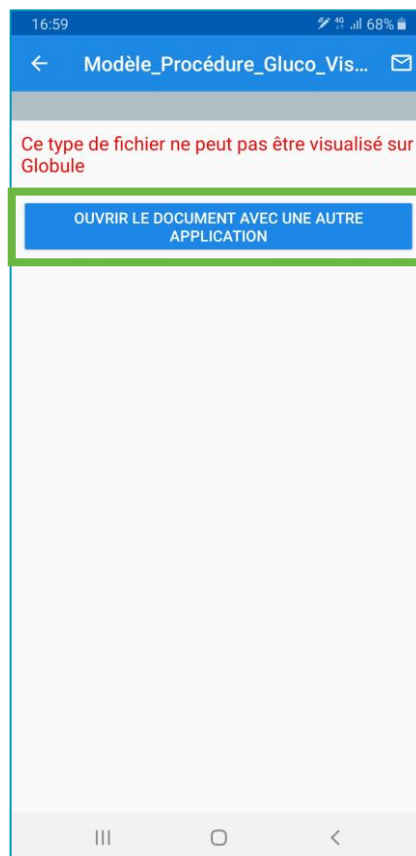 16:59
4G
68%
Modèle_Procédure_Gluco_Vis...
Ce type de fichier ne peut pas être visualisé sur
Globule
OUVRIR LE DOCUMENT AVEC UNE AUTRE
APPLICATION